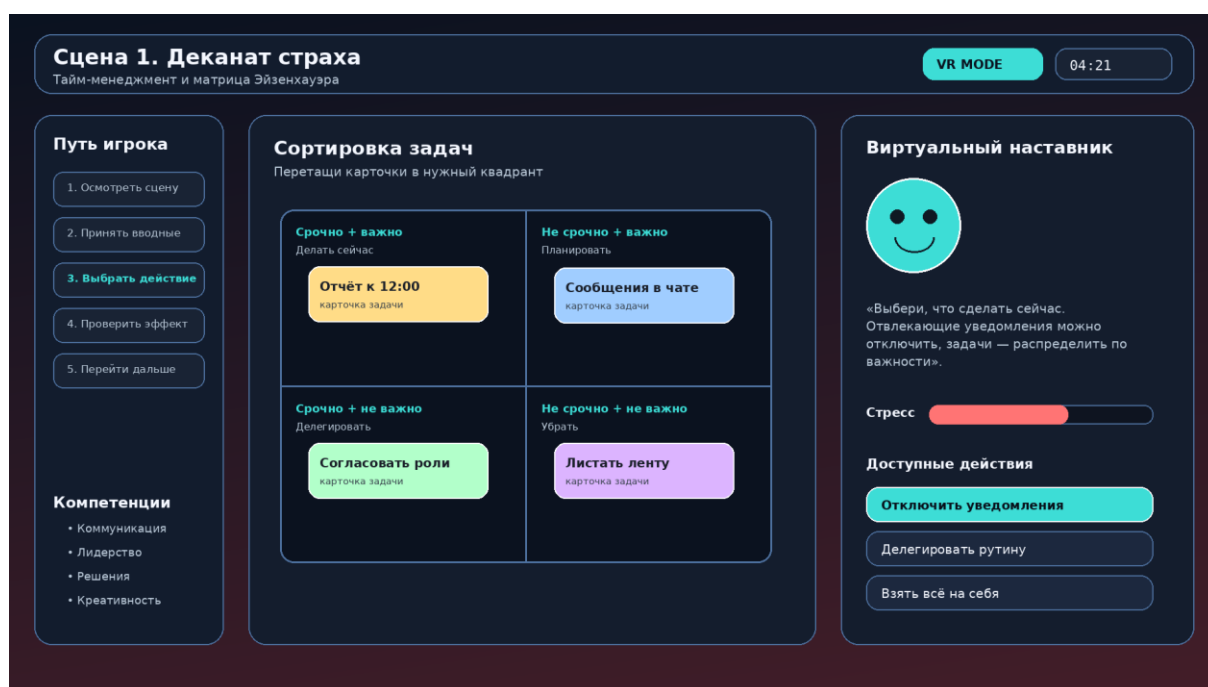 Сцена 1. Деканат страха
Тайм-менеджмент и матрица Эйзенхауэра
VR MODE
04:21
Путь игрока
1. Осмотреть сцену
2. Принять вводные
3. Выбрать действие
4. Проверить эффект
5. Перейти дальше
Компетенции
• Коммуникация
• Лидерство
• Решения
• Креативность
Сортировка задач
Перетащи карточки в нужный квадрант
Срочно + важно
Делать сейчас
Отчёт к 12:00
карточка задачи
Не срочно + важно
Планировать
Сообщения в чате
карточка задачи
Срочно + не важно
Делегировать
Согласовать роли
карточка задачи
Не срочно + не важно
Убрать
Листать ленту
карточка задачи
Виртуальный наставник
«Выбери, что сделать сейчас.
Отвлекающие уведомления можно
отключить, задачи — распределить по
важности».
Стресс
Доступные действия
Отключить уведомления
Делегировать рутину
Взять всё на себя